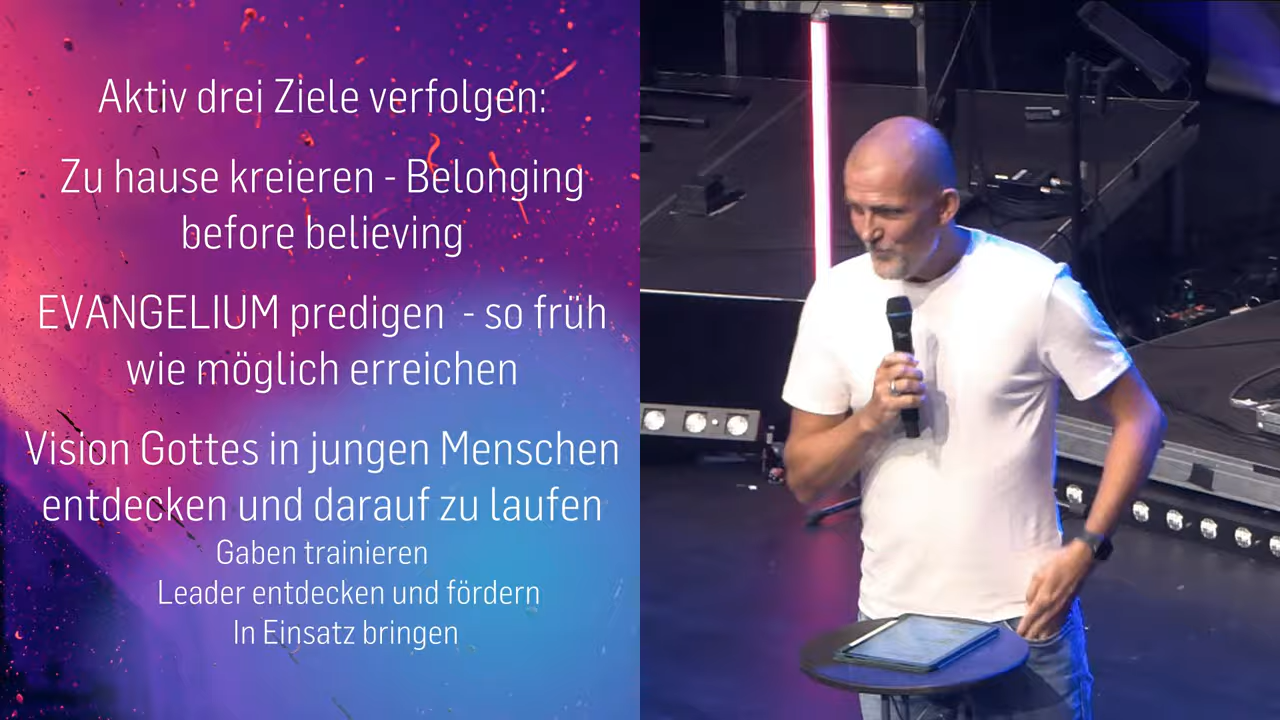 Aktiv drei Ziele verfolgen:
Zu hause kreieren - Belonging
before believing
EVANGELIUM predigen - so früh
wie möglich erreichen
Vision Gottes in jungen Menschen
entdecken und darauf zu laufen
Gaben trainieren
Leader entdecken und fördern
In Einsatz bringen